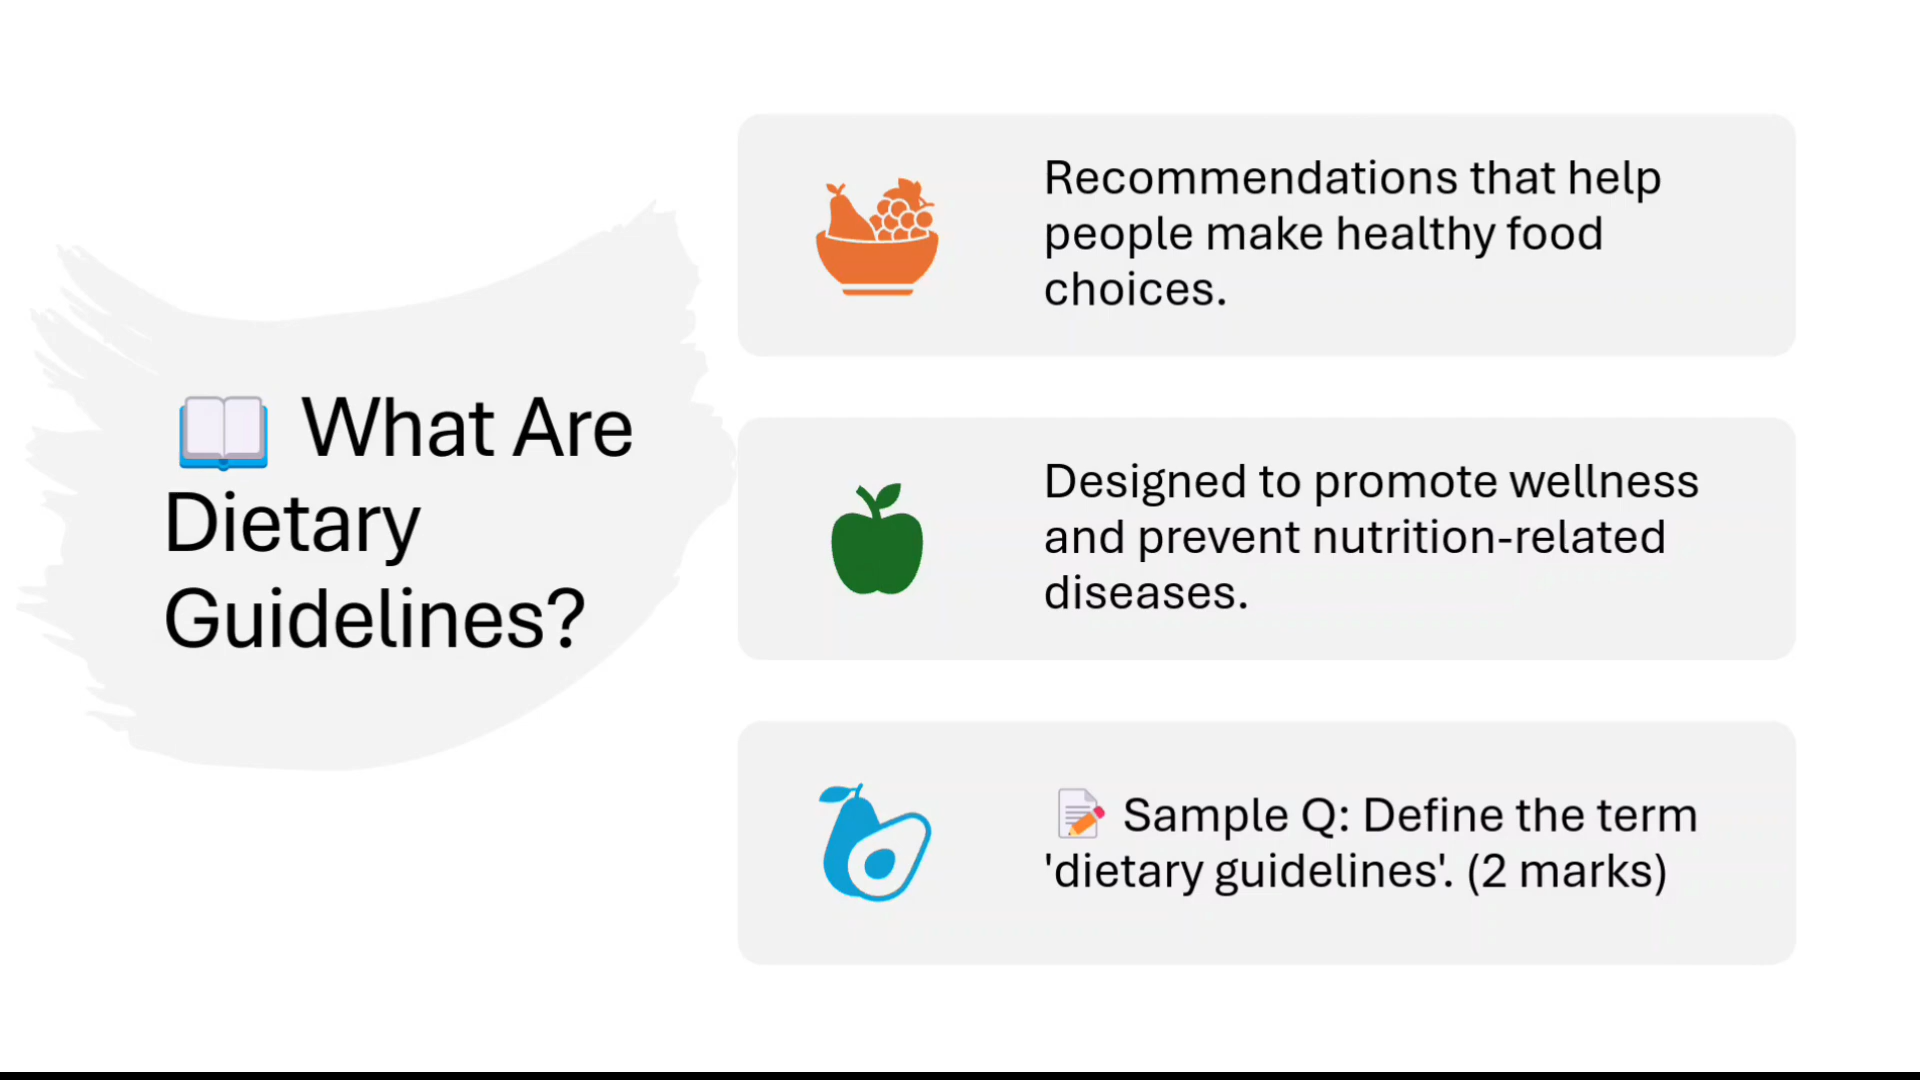 📖 What Are
Dietary
Guidelines?
Recommendations that help
people make healthy food
choices.
Designed to promote wellness
and prevent nutrition-related
diseases.
📝 Sample Q: Define the term
'dietary guidelines'. (2 marks)